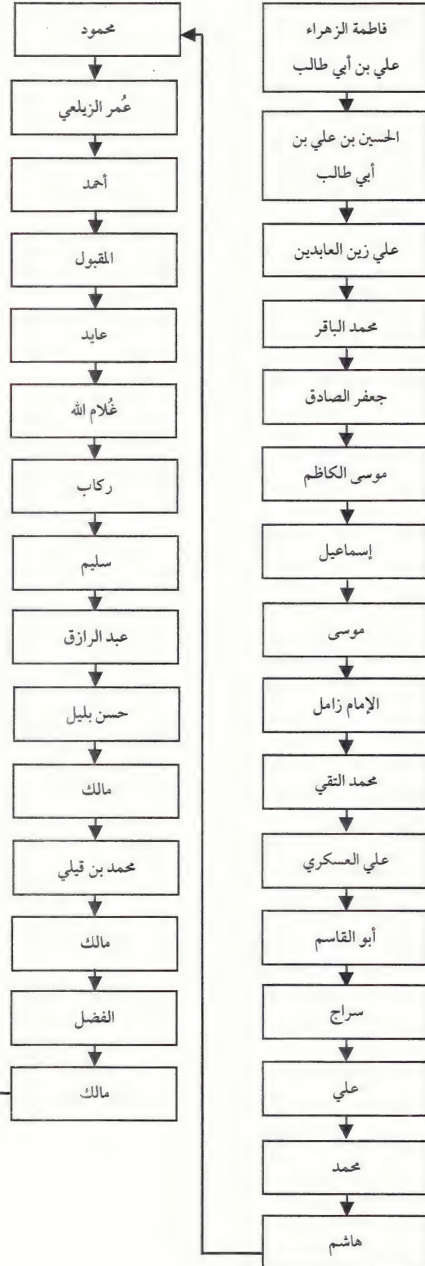 فاطمة الزهراء
علي بن أبي طالب
الحسين بن علي بن
أبي طالب
علي زين العابدين
محمد الباقر
جعفر الصادق
موسى الكاظم
إسماعيل
موسى
الإمام زامل
محمد التقي
علي العسكري
أبو القاسم
سراج
علي
محمد
هاشم
محمود
عُمر الزيلعي
أحمد
المقبول
عايد
غُلام الله
ركاب
سليم
عبد الرازق
حسن بليل
مالك
محمد بن قيلي
مالك
الفضل
مالك